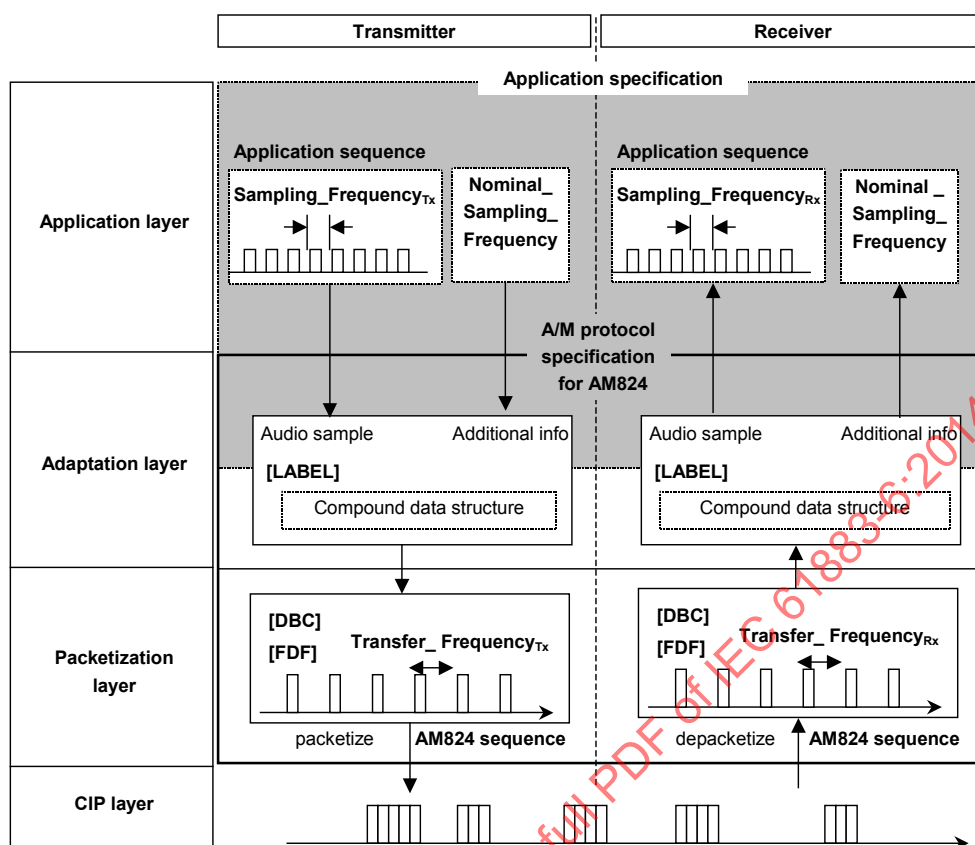 Transmitter
Receiver
Application specification
Application layer
Application sequence
Sampling_FrequencyTx
Nominal_
Sampling_
Frequency
Application sequence
Sampling_FrequencyRx
Nominal_
Sampling_
Frequency
A/M protocol
specification
for AM824
Adaptation layer
Audio sample
Additional info
[LABEL]
Compound data structure
Audio sample
Additional info
[LABEL]
Compound data structure
Packetization
layer
[DBC]
[FDF]
Transfer_ FrequencyTx
[DBC]
[FDF]
Transfer_ FrequencyRx
packetize
AM824 sequence
depacketize
AM824 sequence
CIP layer
full PDF of IEC 61883-6:2014